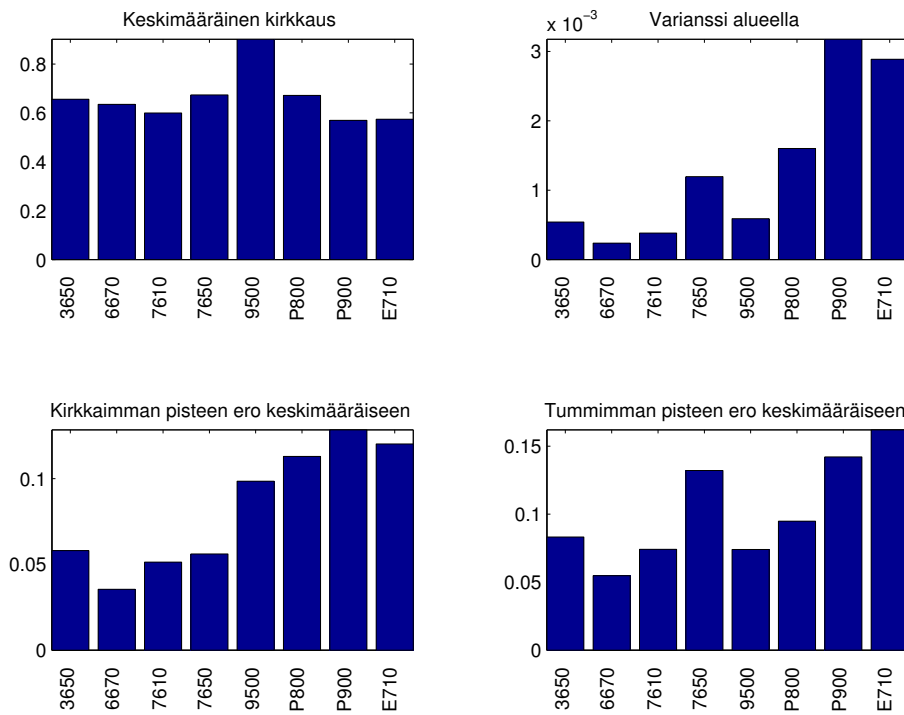 Keskimääräinen kirkkaus
0.8
0.6
0.4
0.2
0
3650
6670
7610
7650
9500
P800
P900
E710
x 10⁻³
Varianssi alueella
3
2
1
0
3650
6670
7610
7650
9500
P800
P900
E710
Kirkkaimman pisteen ero keskimääräiseen
0.1
0.05
0
3650
6670
7610
7650
9500
P800
P900
E710
Tummimman pisteen ero keskimääräiseen
0.15
0.1
0.05
0
3650
6670
7610
7650
9500
P800
P900
E710